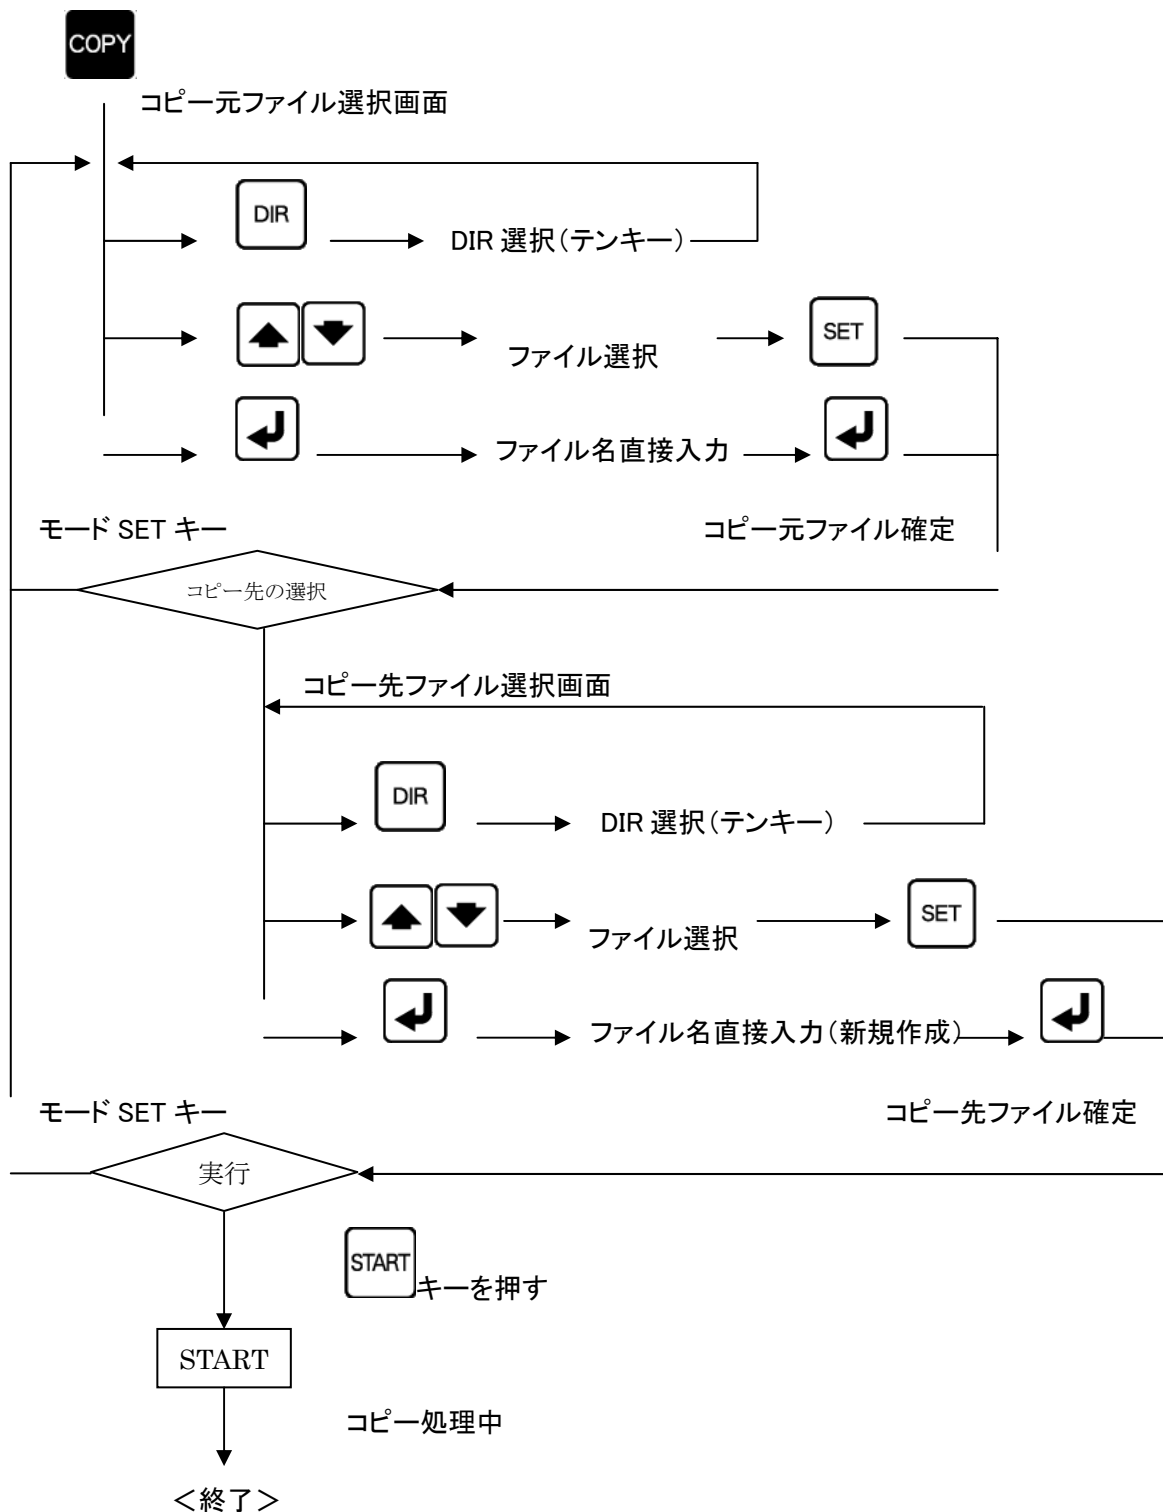 COPY
コピー元ファイル選択画面
DIR
DIR 選択（テンキー）
SET
ファイル選択
ファイル名直接入力
モード SET キー
コピー元ファイル確定
コピー先の選択
コピー先ファイル選択画面
DIR
DIR 選択（テンキー）
SET
ファイル選択
ファイル名直接入力（新規作成）
モード SET キー
コピー先ファイル確定
実行
START
キーを押す
START
コピー処理中
＜終了＞